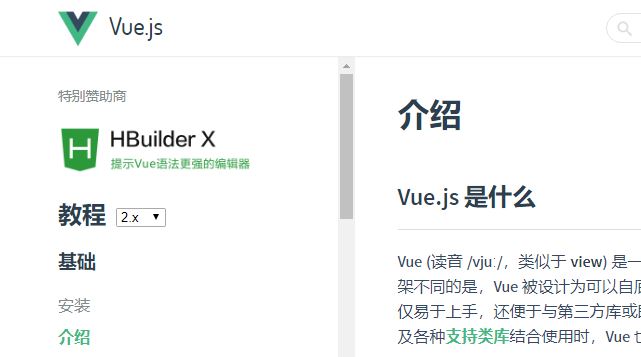 Vue.js
特别赞助商
H
HBuilder X
提示Vue语法更强的编辑器
教程 2.x
基础
安装
介绍
介绍
Vue.js 是什么
Vue (读音 /vjuː/，类似于 view) 是一
架不同的是，Vue 被设计为可以自底
仅易于上手，还便于与第三方库或
及各种支持类库结合使用时，Vue 也